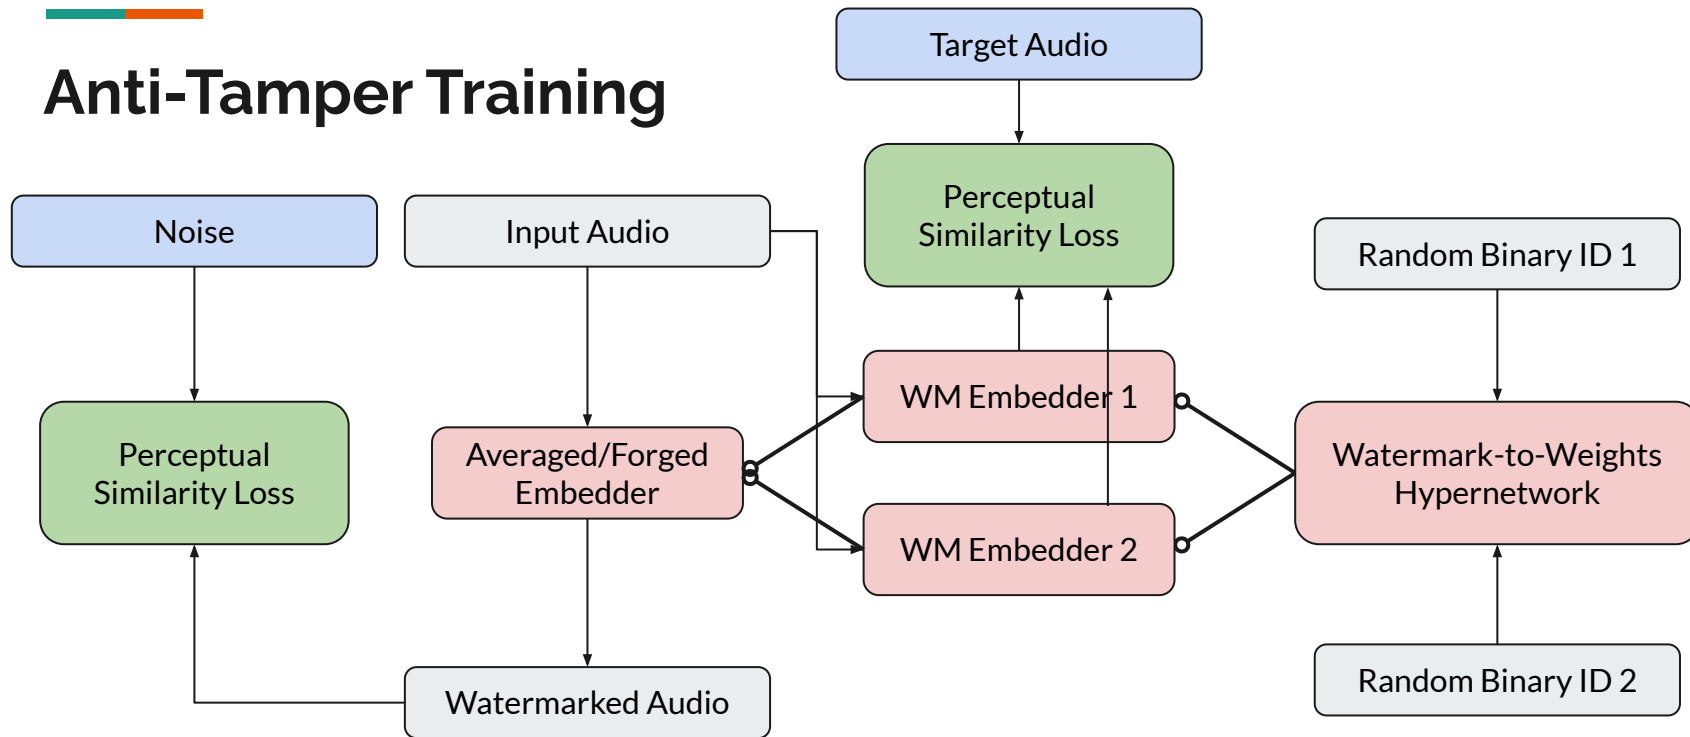 Anti-Tamper Training
Target Audio
Perceptual
Similarity Loss
Noise
Input Audio
Random Binary ID 1
WM Embedder 1
Perceptual
Similarity Loss
Averaged/Forged
Embedder
Watermark-to-Weights
Hypernetwork
WM Embedder 2
Watermarked Audio
Random Binary ID 2